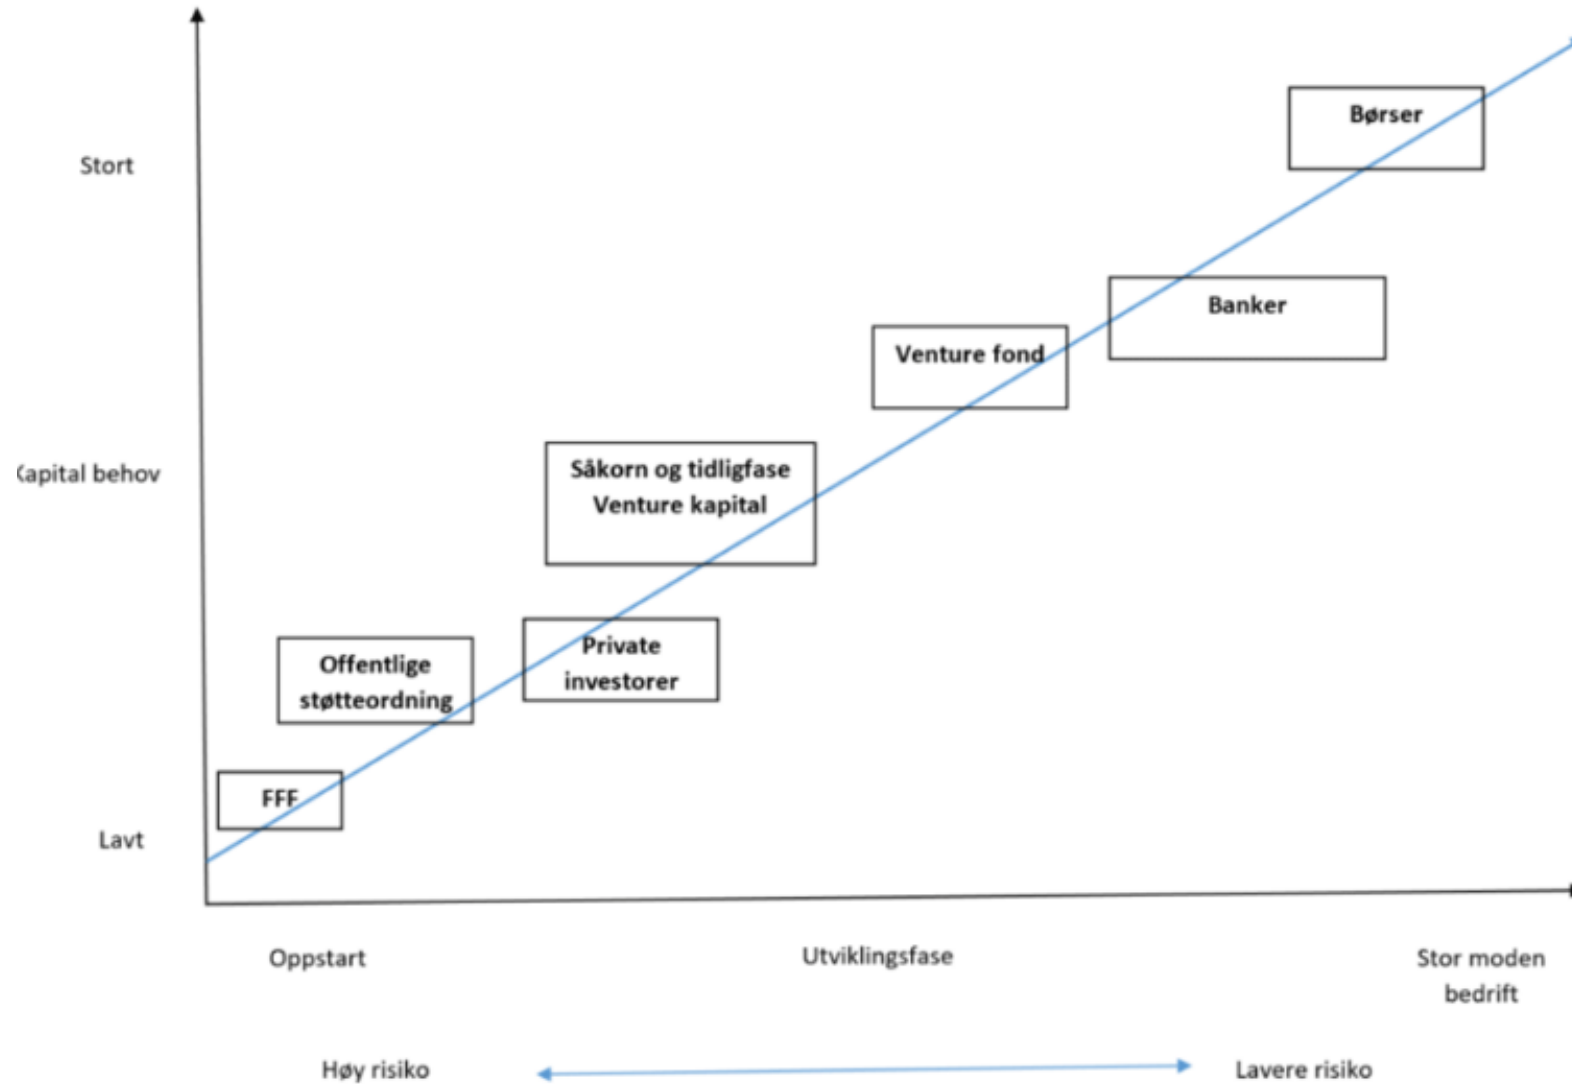 Børser
Stort
Banker
Venture fond
Såkorn og tidligfase
Venture kapital
Kapital behov
Private
investorer
Offentlige
støtteordning
FFF
Lavt
Oppstart
Utviklingsfase
Stor moden
bedrift
Høy risiko
Lavere risiko